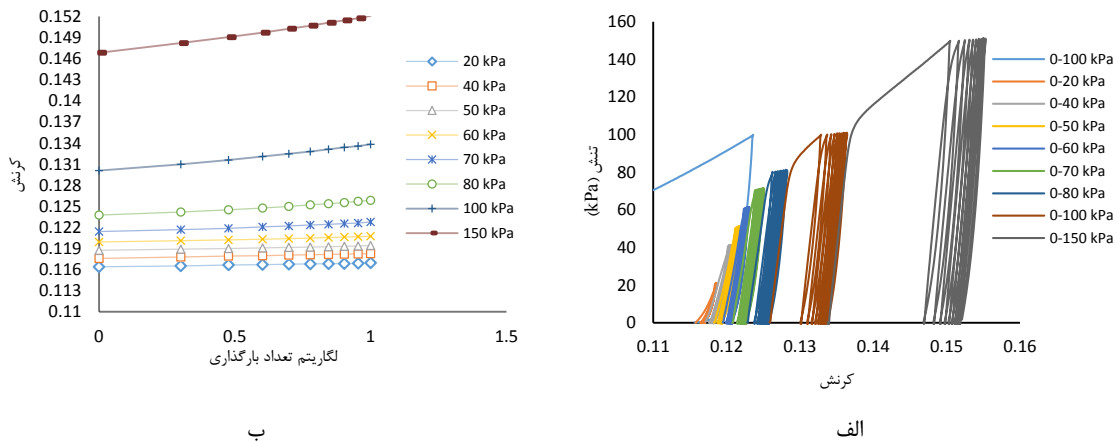 0.152
0.149
0.146
0.143
0.14
0.137
0.134
0.131
0.128
0.125
0.122
0.119
0.116
0.113
0.11
کرنش
0
0.5
1
1.5
لگاریتم تعداد بارگذاری
20 kPa
40 kPa
50 kPa
60 kPa
70 kPa
80 kPa
100 kPa
150 kPa
ب
160
140
120
100
80
60
40
20
0
تنش (kPa)
0.11
0.12
0.13
0.14
0.15
0.16
کرنش
0-100 kPa
0-20 kPa
0-40 kPa
0-50 kPa
0-60 kPa
0-70 kPa
0-80 kPa
0-100 kPa
0-150 kPa
الف